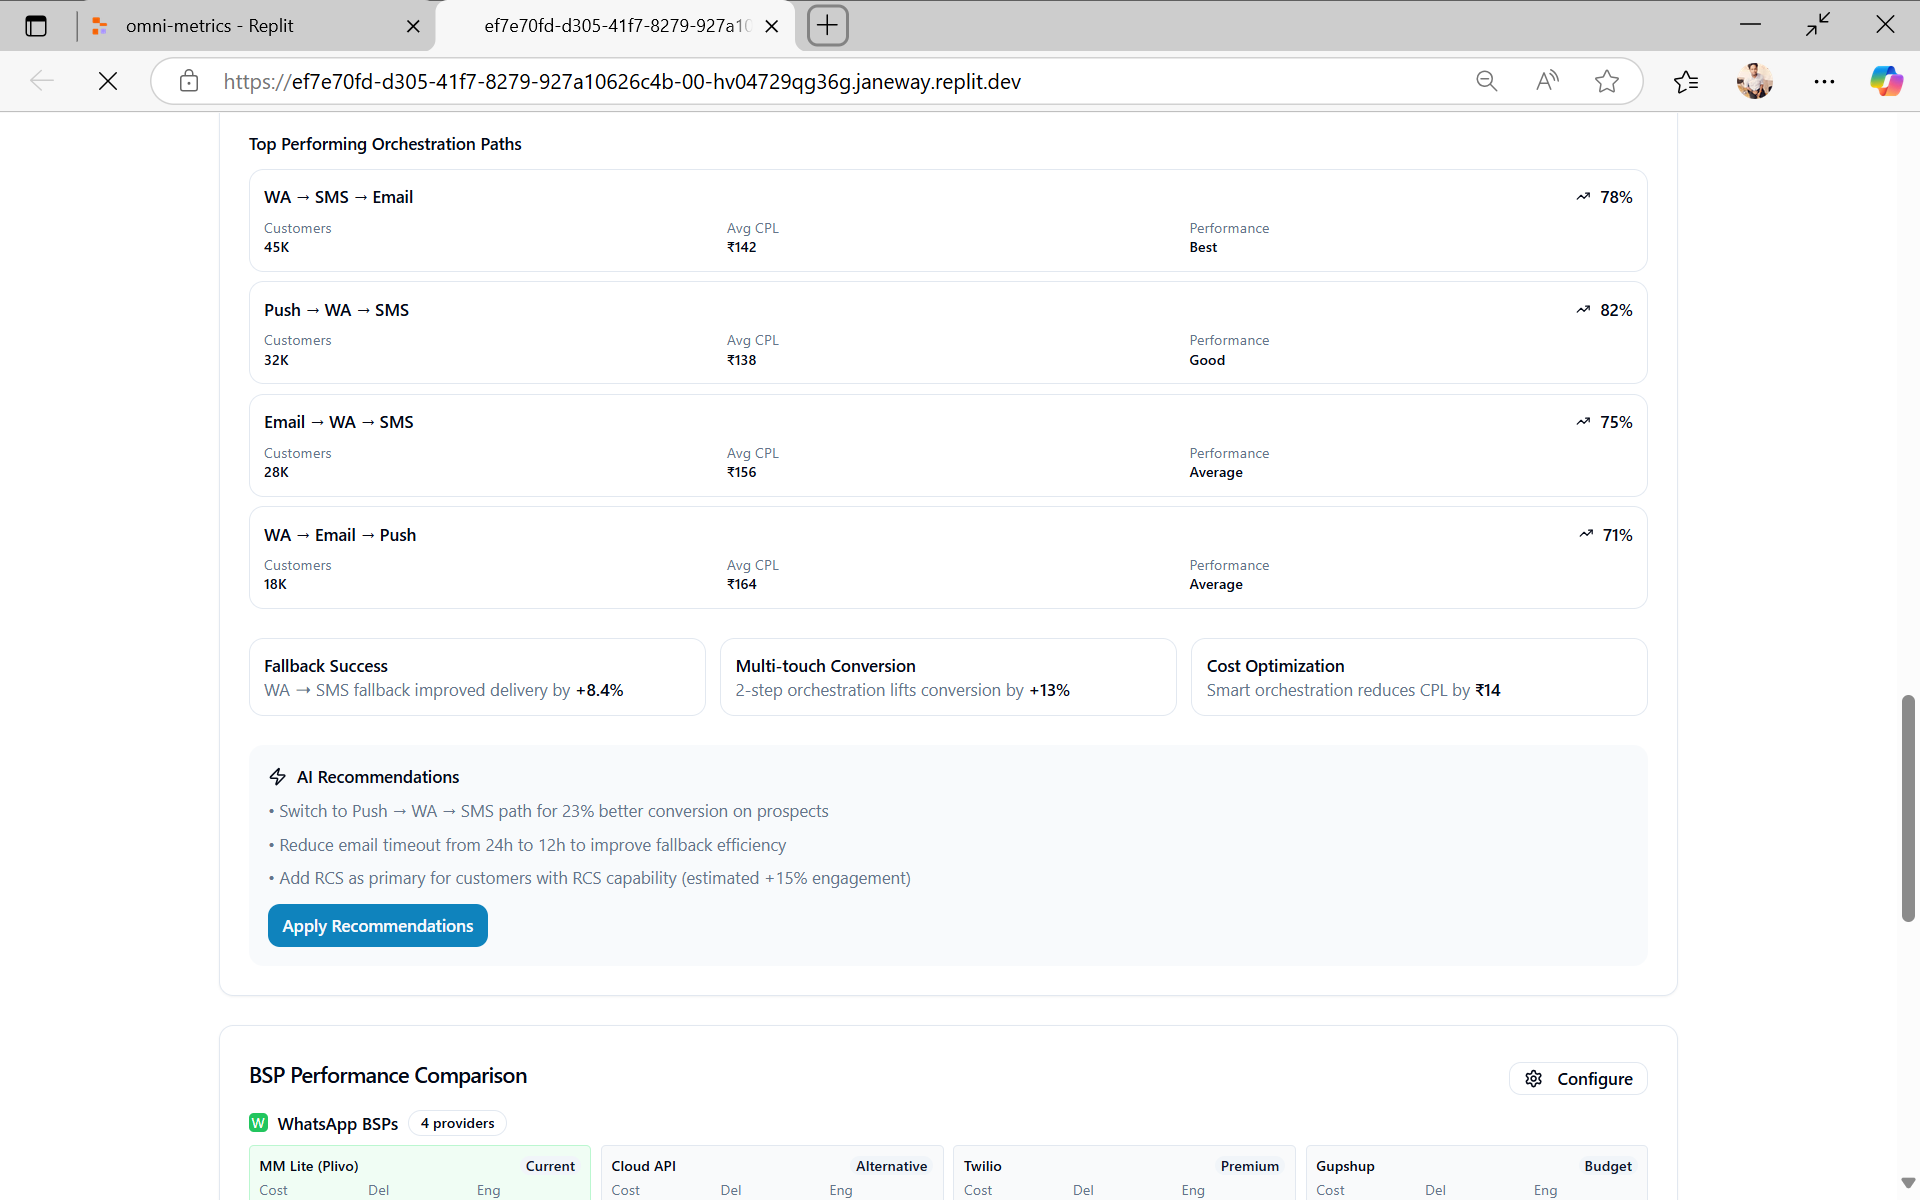 omni-metrics - Replit
ef7e70fd-d305-41f7-8279-927a10
https://ef7e70fd-d305-41f7-8279-927a10626c4b-00-hv04729qg36g.janeway.replit.dev
Top Performing Orchestration Paths
WA → SMS → Email
78%
Customers Avg CPL Performance
45K ₹142 Best
Push → WA → SMS
82%
Customers Avg CPL Performance
32K ₹138 Good
Email → WA → SMS
75%
Customers Avg CPL Performance
28K ₹156 Average
WA → Email → Push
71%
Customers Avg CPL Performance
18K ₹164 Average
Fallback Success
WA → SMS fallback improved delivery by +8.4%
Multi-touch Conversion
2-step orchestration lifts conversion by +13%
Cost Optimization
Smart orchestration reduces CPL by ₹14
AI Recommendations
• Switch to Push → WA → SMS path for 23% better conversion on prospects
• Reduce email timeout from 24h to 12h to improve fallback efficiency
• Add RCS as primary for customers with RCS capability (estimated +15% engagement)
Apply Recommendations
BSP Performance Comparison
Configure
W WhatsApp BSPs 4 providers
MM Lite (Plivo) Current
Cost Del Eng
Cloud API Alternative
Cost Del Eng
Twilio Premium
Cost Del Eng
Gupshup Budget
Cost Del Eng